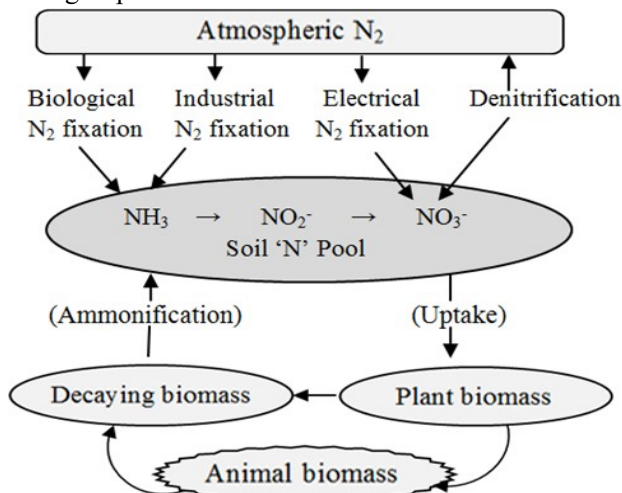 Atmospheric N₂
Biological Industrial Electrical Denitrification
N₂ fixation N₂ fixation N₂ fixation
NH₃ → NO₂⁻ → NO₃⁻
Soil ‘N’ Pool
(Ammonification) (Uptake)
Decaying biomass Plant biomass
Animal biomass